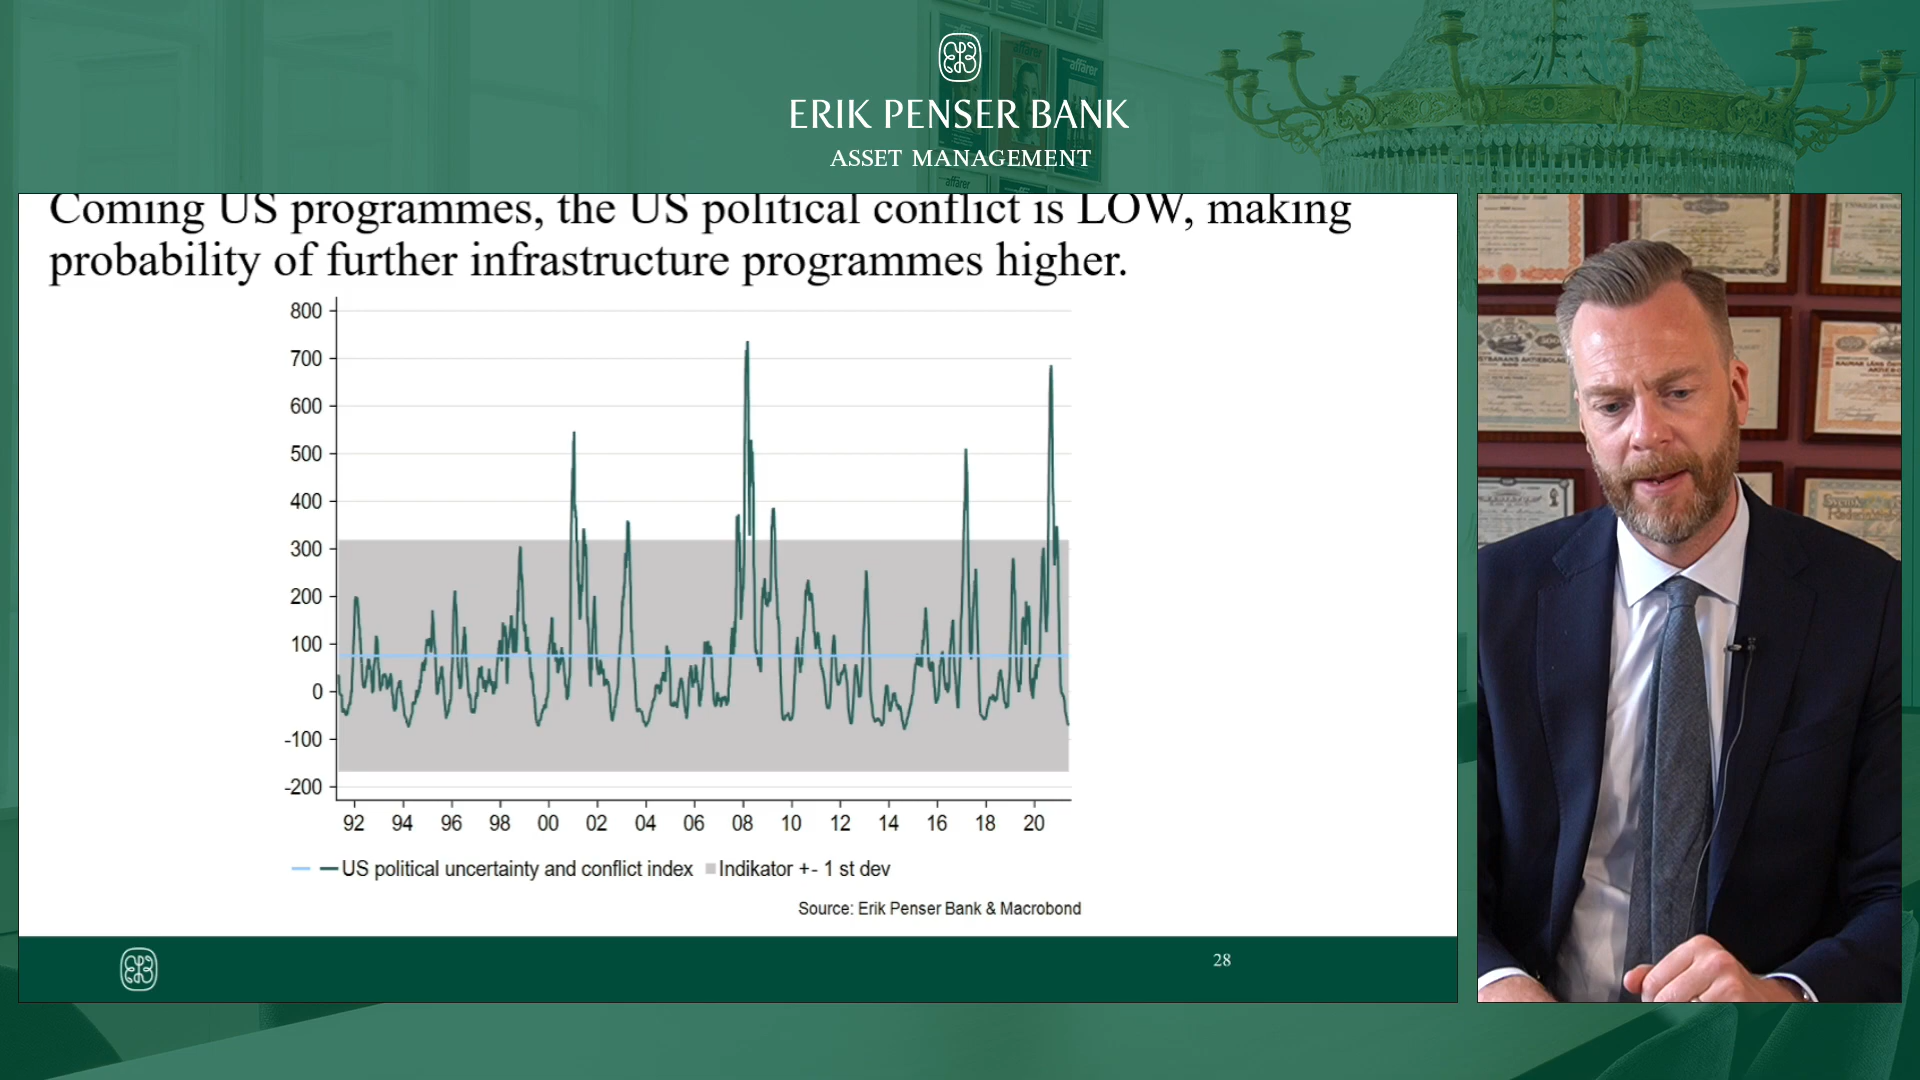 affärer
affärer
ERIK PENSER BANK
ASSET MANAGEMENT
affärer
Coming US programmes, the US political conflict is LOW, making
probability of further infrastructure programmes higher.
800
700
600
500
400
300
200
100
0
-100
-200
92 94 96 98 00 02 04 06 08 10 12 14 16 18 20
US political uncertainty and conflict index Indikator +- 1 st dev
Source: Erik Penser Bank & Macrobond
28